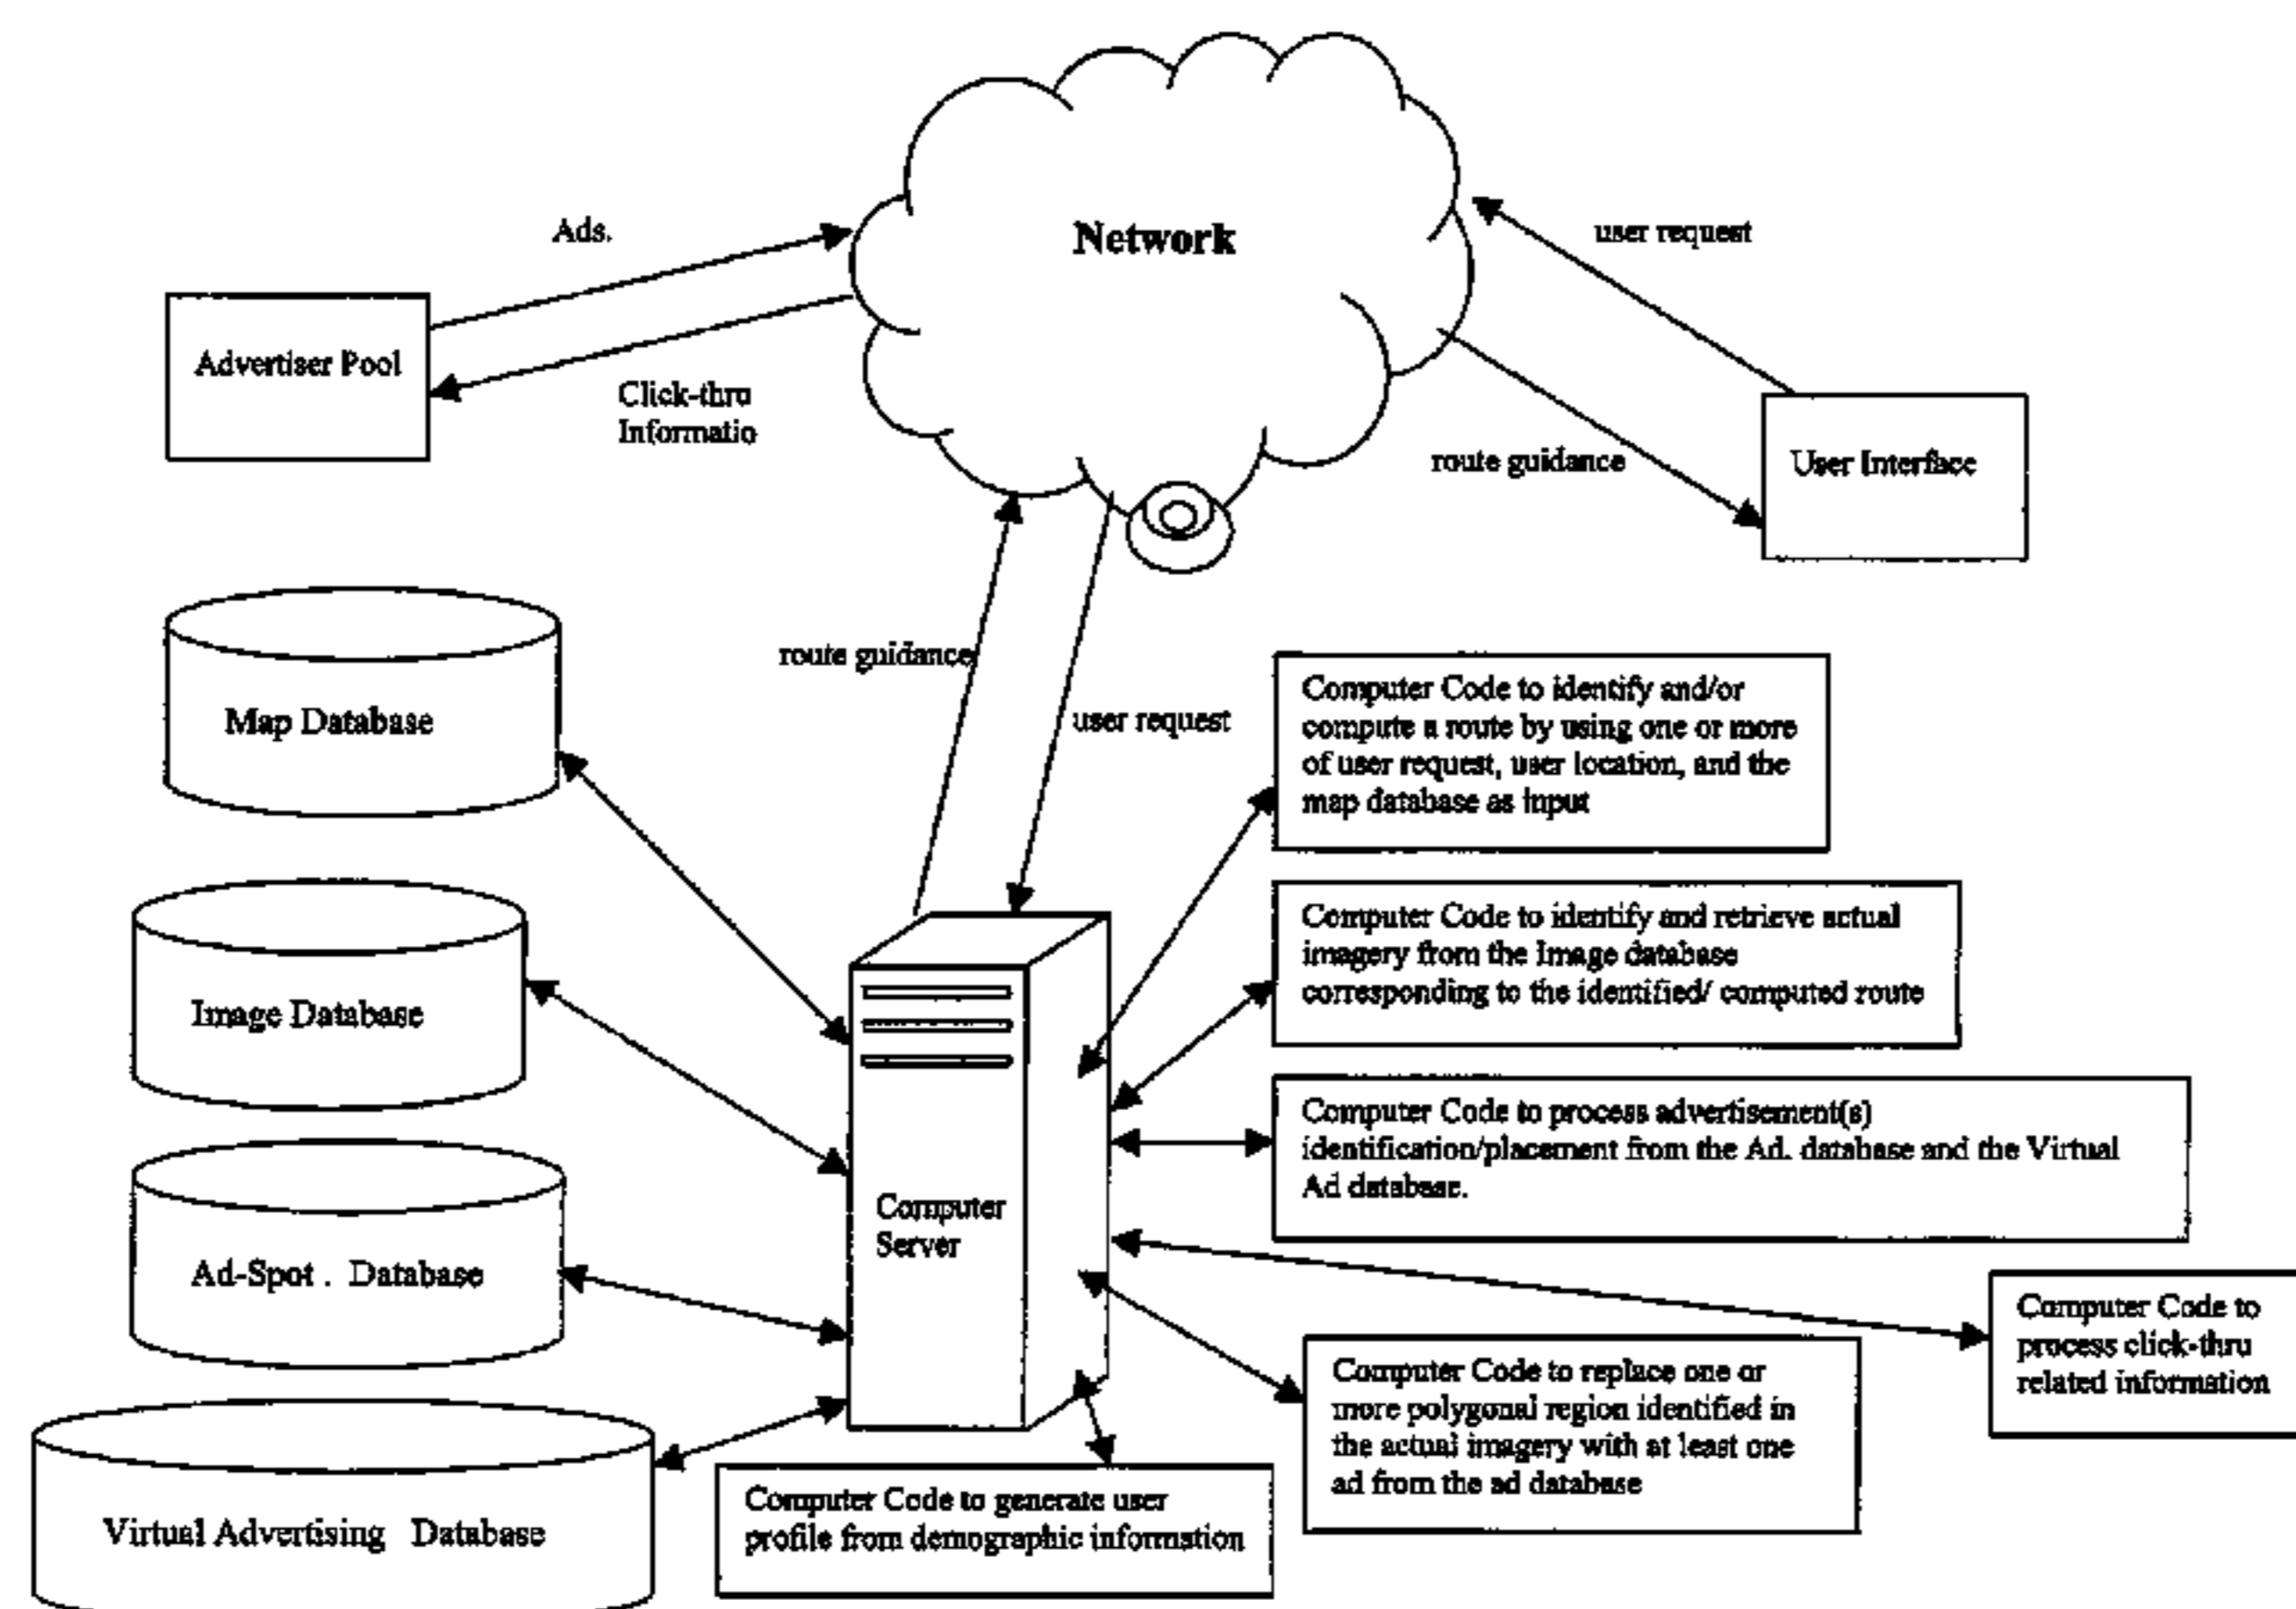 Network
Ads.
user request
Advertiser Pool
Click-thru
Informatio
route guidance
User Interface
route guidance
user request
Map Database
Computer Code to identify and/or
compute a route by using one or more
of user request, user location, and the
map database as input
Image Database
Computer Code to identify and retrieve actual
imagery from the Image database
corresponding to the identified/ computed route
Computer Code to process advertisement(s)
identification/placement from the Ad. database and the Virtual
Ad database.
Computer
Server
Ad-Spot . Database
Computer Code to
process click-thru
related information
Computer Code to replace one or
more polygonal region identified in
the actual imagery with at least one
ad from the ad database
Virtual Advertising Database
Computer Code to generate user
profile from demographic information